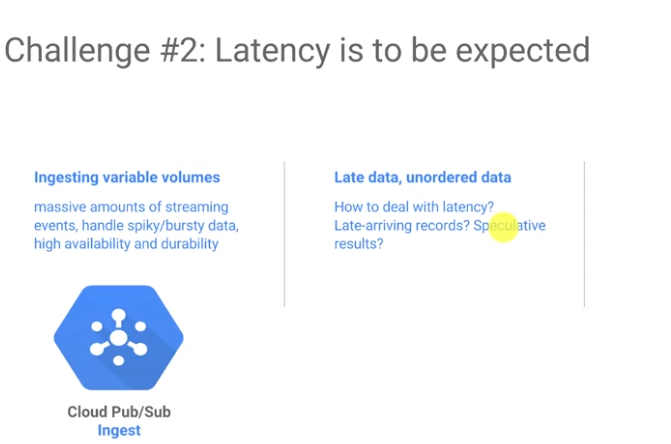 Challenge #2: Latency is to be expected
Ingesting variable volumes
massive amounts of streaming
events, handle spiky/bursty data,
high availability and durability
Late data, unordered data
How to deal with latency?
Late-arriving records? Speculative
results?
Cloud Pub/Sub
Ingest